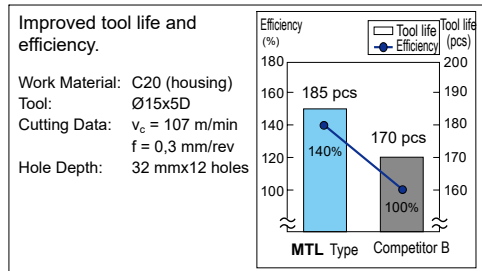 Improved tool life and
efficiency.
Work Material: C20 (housing)
Tool: Ø15x5D
Cutting Data: vc = 107 m/min
f = 0,3 mm/rev
Hole Depth: 32 mmx12 holes
Efficiency
(%)
Tool life
Efficiency
Tool life
(pcs)
180
160
140
120
100
200
190
180
170
160
185 pcs
170 pcs
140%
100%
MTL Type
Competitor B